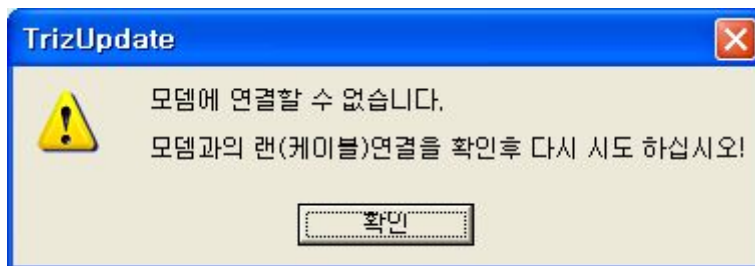 TrizUpdate
모뎀에 연결할 수 없습니다.
모뎀과의 랜(케이블)연결을 확인후 다시 시도 하십시오!
확인